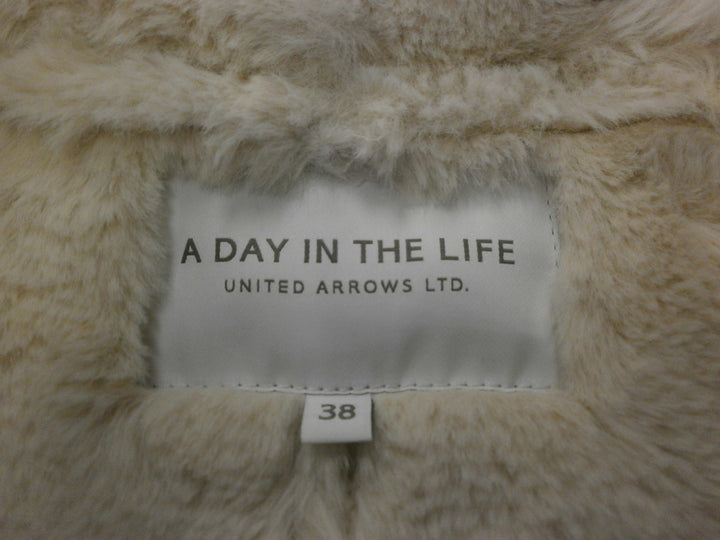 A DAY IN THE LIFE
UNITED ARROWS LTD.
38